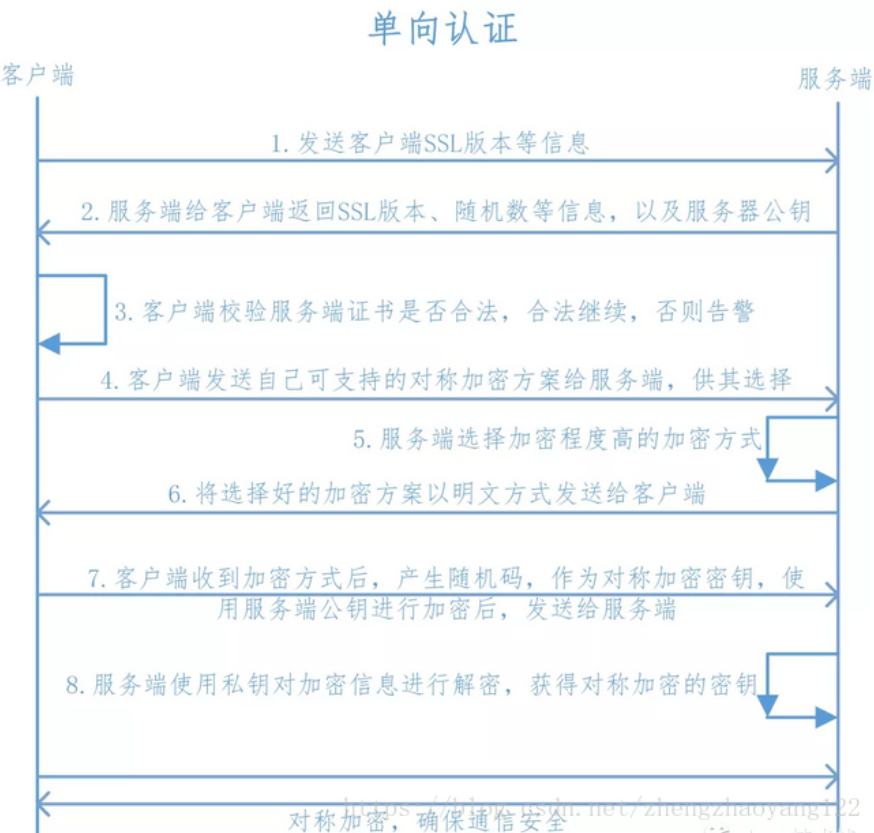 单向认证
客户端
服务端
1.发送客户端SSL版本等信息
2.服务端给客户端返回SSL版本、随机数等信息，以及服务器公钥
3.客户端校验服务端证书是否合法，合法继续，否则告警
4.客户端发送自己可支持的对称加密方案给服务端，供其选择
5.服务端选择加密程度高的加密方式
6.将选择好的加密方案以明文方式发送给客户端
7.客户端收到加密方式后，产生随机码，作为对称加密密钥，使
用服务端公钥进行加密后，发送给服务端
8.服务端使用私钥对加密信息进行解密，获得对称加密的密钥
https://blog.csdn.net/zhengzhaoyang122
对称加密，确保通信安全